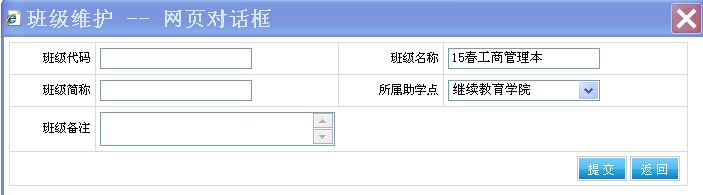 班级维护 -- 网页对话框
班级代码 班级名称 15春工商管理本
班级简称 所属助学点 继续教育学院
班级备注
提交 返回